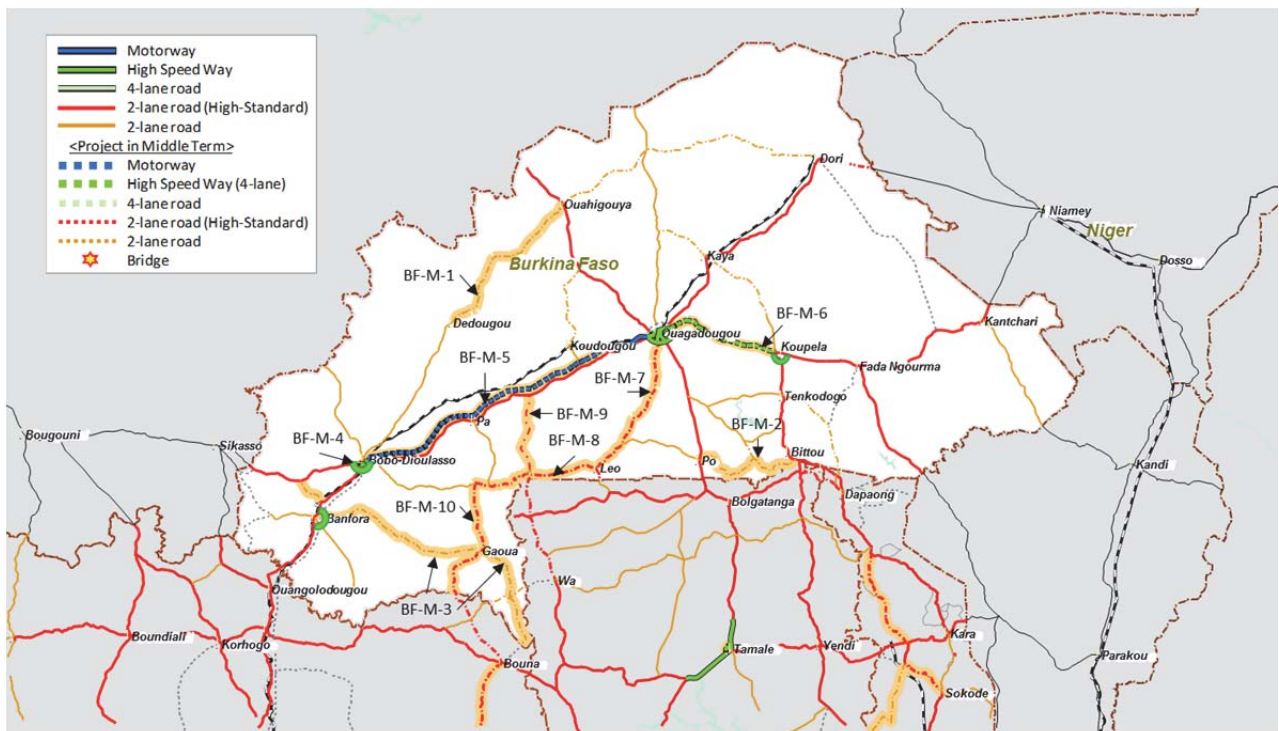 Motorway
High Speed Way
4-lane road
2-lane road (High-Standard)
2-lane road
<Project in Middle Term>
Motorway
High Speed Way (4-lane)
4-lane road
2-lane road (High-Standard)
2-lane road
Bridge
Dori
Ouahigouya
Niamey
Niger
Kaya
Dosso
Burkina Faso
BF-M-1
Dedougou
Kantchari
BF-M-6
Ouagadougou
Koudougou
Koupela
BF-M-5
Fada Ngourma
BF-M-7
Tenkodogo
BF-M-9
Pa
BF-M-2
Bougouni
Sikasso
BF-M-4
BF-M-8
Bittou
Bobo-Dioulasso
Po
Leo
Kandi
Dapaong
Bolgatanga
BF-M-10
Banfora
Gaoua
Wa
Ouangolodougou
BF-M-3
Boundiali
Korhogo
Kara
Tamale
Yendi
Parakou
Bouna
Sokode